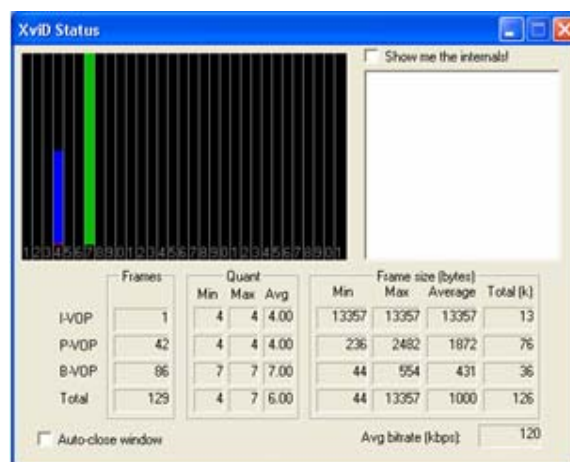 XviD Status
Show me the internals!
1234567890123456789012345678901
Frames Quant Frame size (bytes)
Min Max Avg Min Max Average Total (k)
I-VOP 1 4 4 4.00 13357 13357 13357 13
P-VOP 42 4 4 4.00 236 2482 1872 76
B-VOP 86 7 7 7.00 44 554 431 36
Total 129 4 7 6.00 44 13357 1000 126
Auto-close window Avg bitrate (kbps): 120